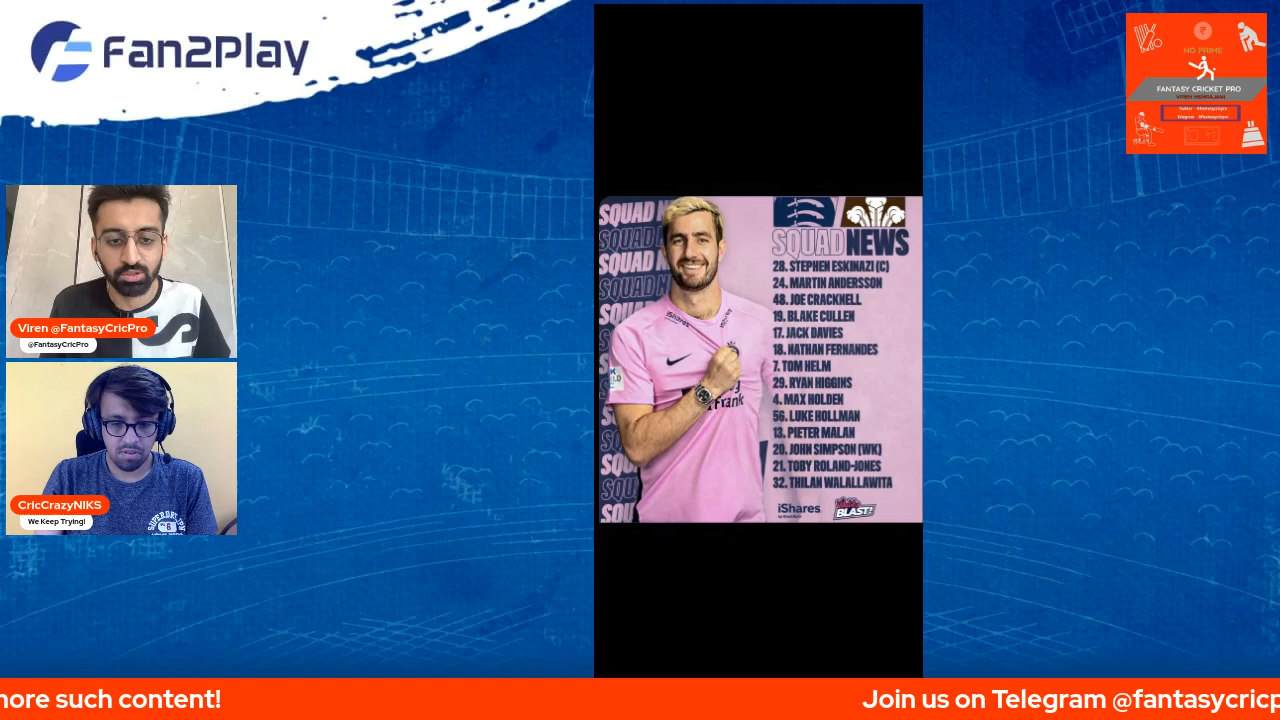 Fan2Play
NO PRIME
FANTASY CRICKET PRO
VIREN HEMRAJANI
Viren @FantasyCricPro
@FantasyCricPro
CricCrazyNIKS
We Keep Trying!
SQUAD NEWS
28. STEPHEN ESKINAZI (C)
24. MARTIN ANDERSSON
48. JOE CRACKNELL
19. BLAKE CULLEN
17. JACK DAVIES
18. NATHAN FERNANDES
7. TOM HELM
29. RYAN HIGGINS
4. MAX HOLDEN
56. LUKE HOLLMAN
13. PIETER MALAN
20. JOHN SIMPSON (WK)
21. TOBY ROLAND-JONES
32. THILAN WALALLAWITA
iShares
BLAST!
more such content!
Join us on Telegram @fantasycricp